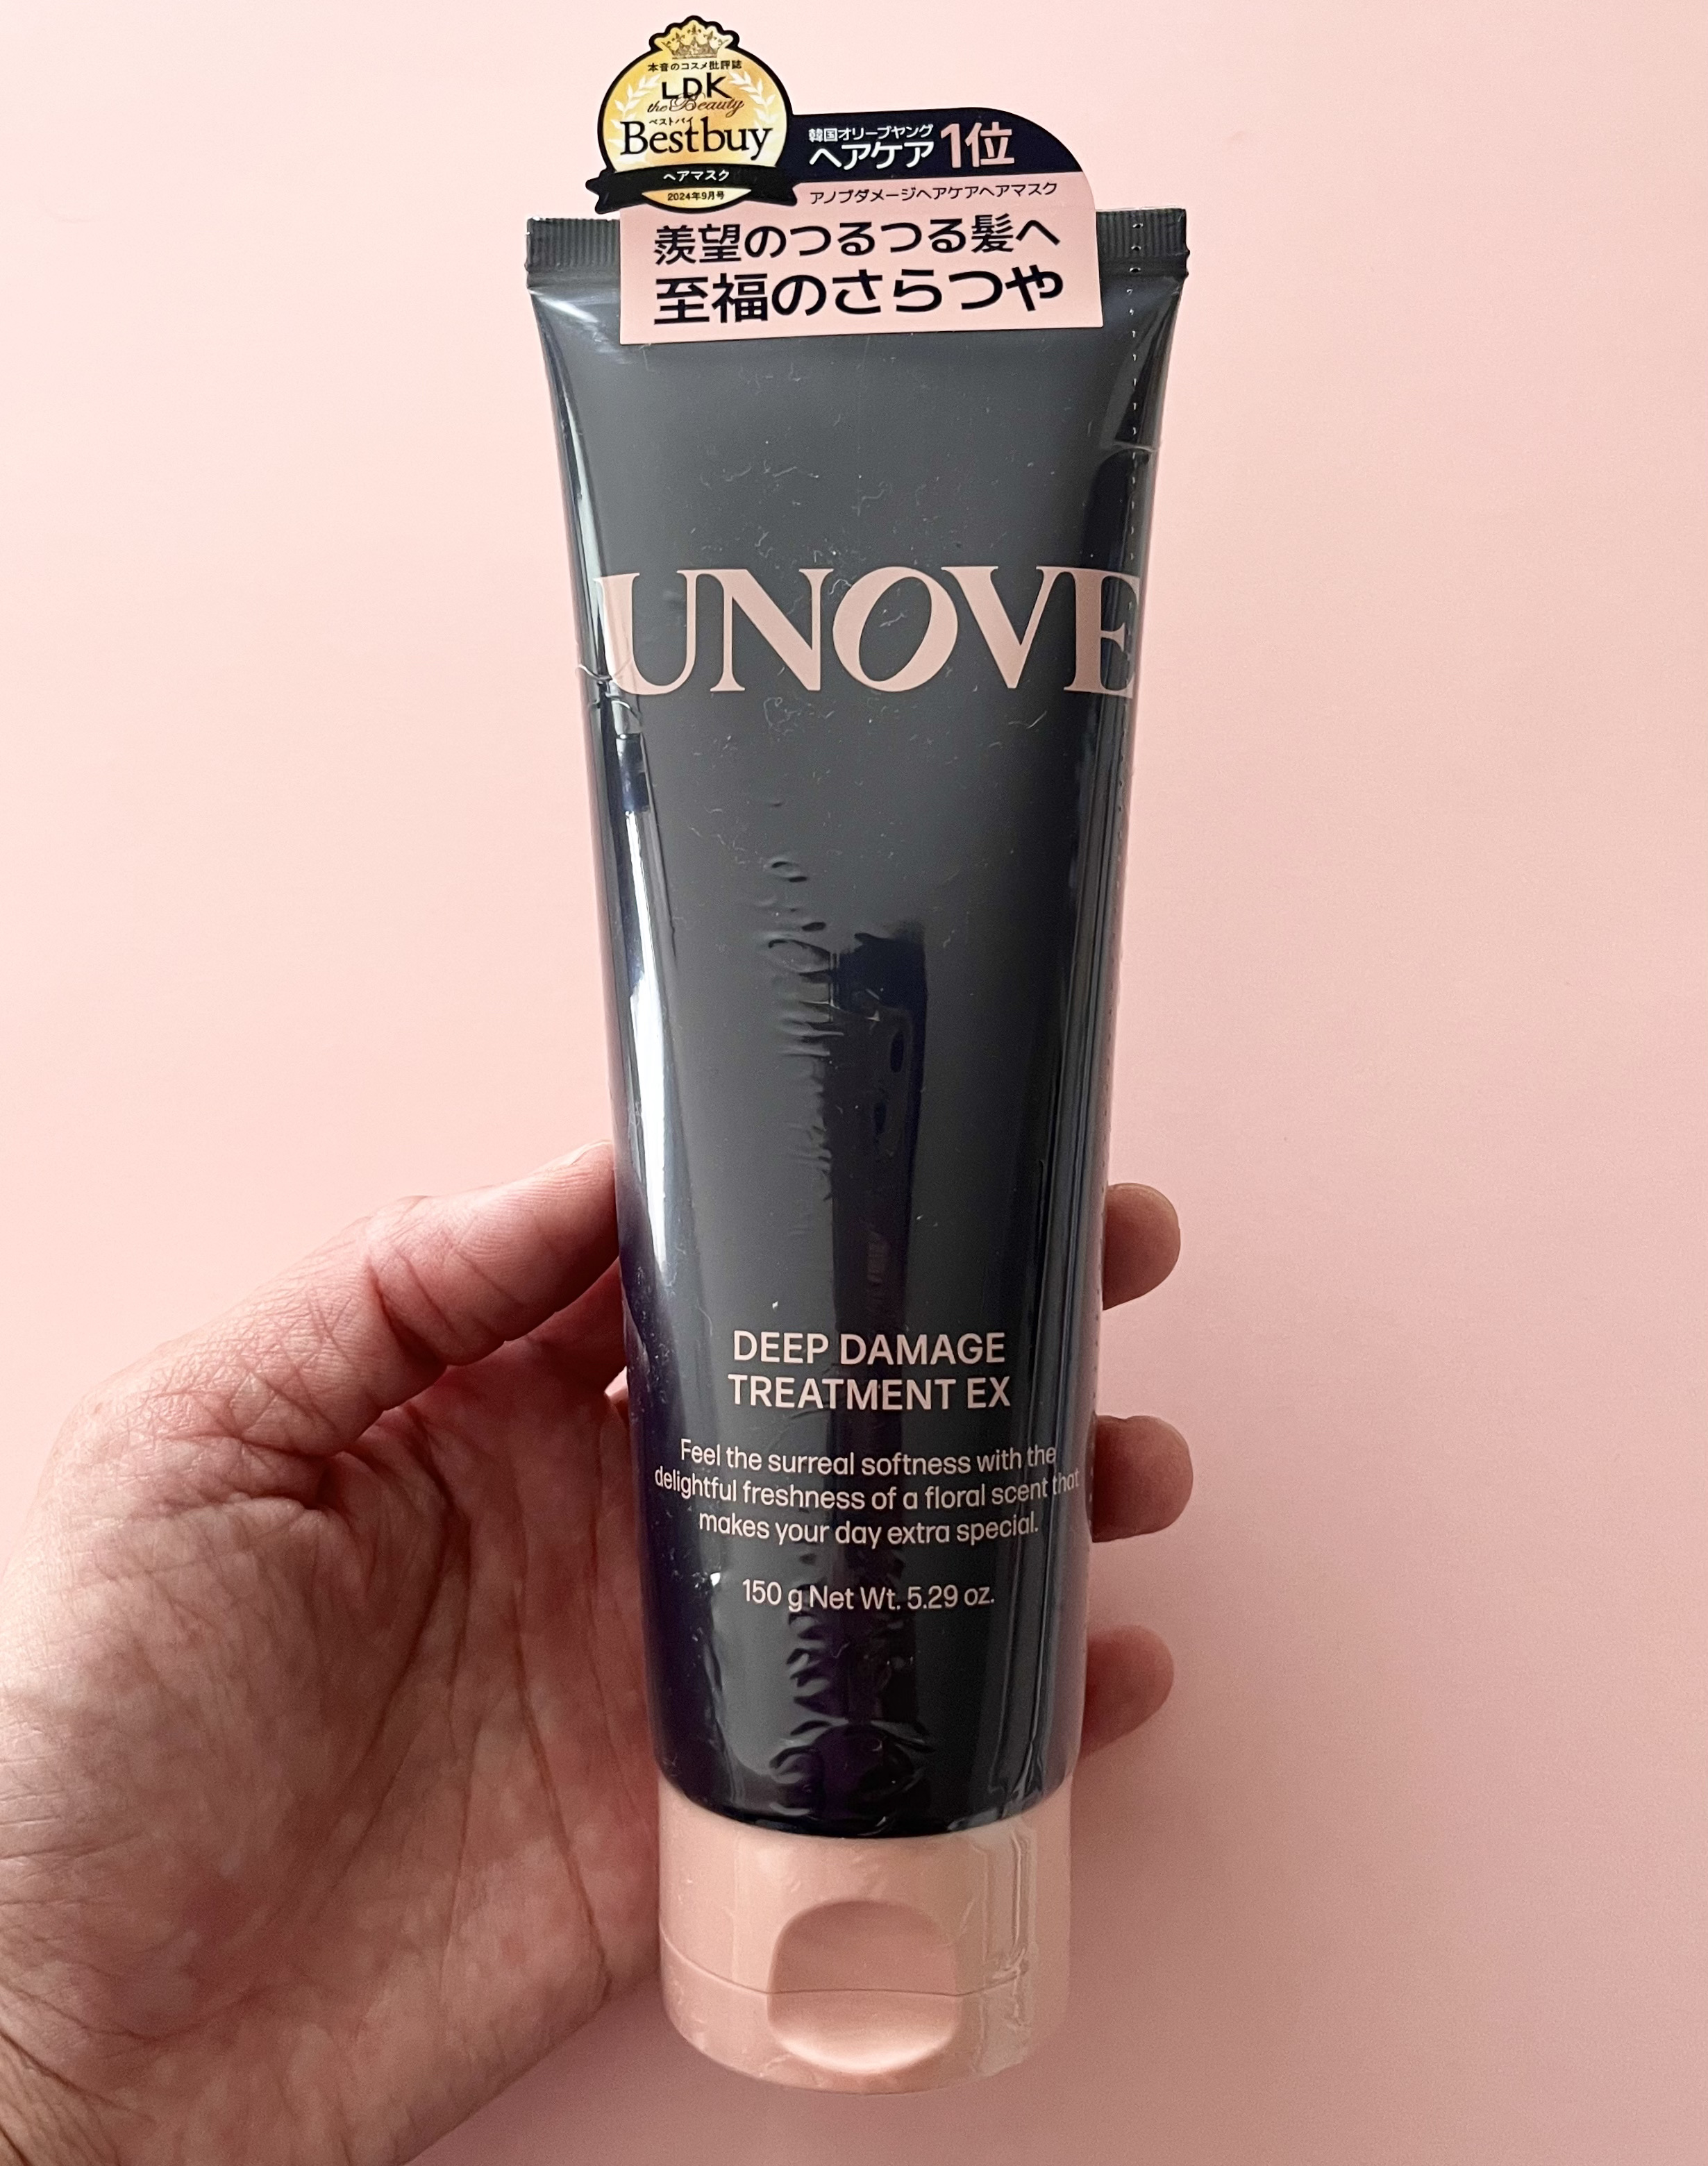 本音のコスメ批評誌
LDK
the Beauty
ベストバイ
Bestbuy
ヘアマスク
2024年9月号
韓国オリーブヤング
ヘアケア 1位
アノブダメージヘアケアヘアマスク
羨望のつるつる髪へ
至福のさらつや
UNOVE
DEEP DAMAGE
TREATMENT EX
Feel the surreal softness with the
delightful freshness of a floral scent that
makes your day extra special.
150 g Net Wt. 5.29 oz.